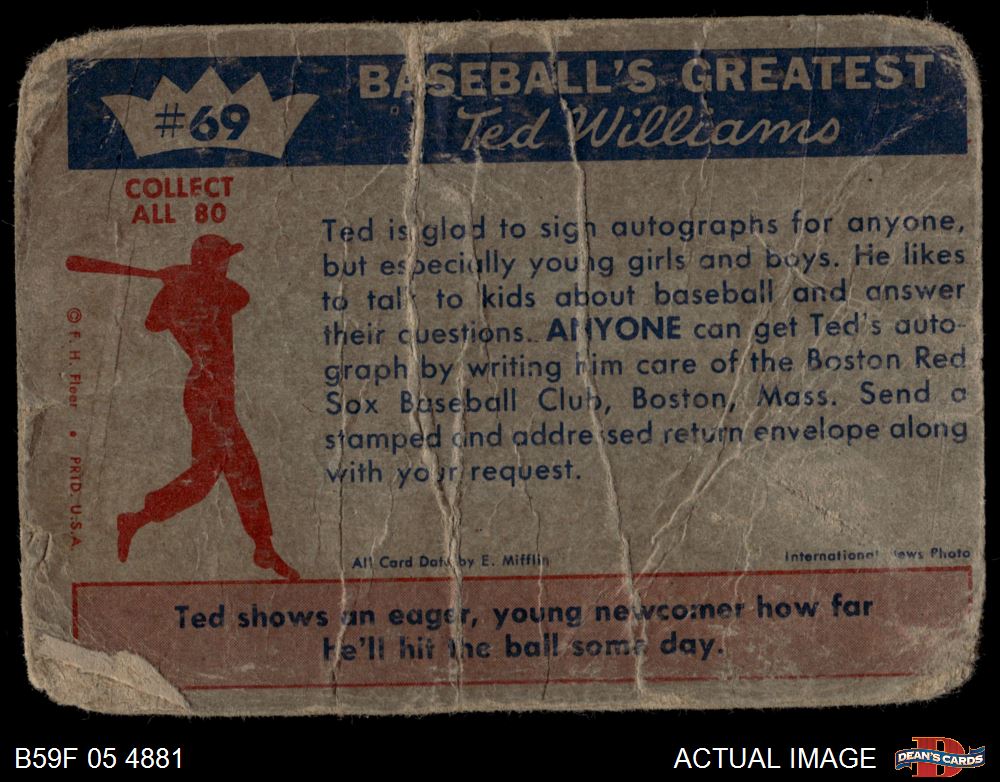 #69
BASEBALL'S GREATEST
Ted Williams
COLLECT
ALL 80
Ted is glad to sign autographs for anyone,
but especially young girls and boys. He likes
to talk to kids about baseball and answer
their questions. ANYONE can get Ted's auto-
graph by writing him care of the Boston Red
Sox Baseball Club, Boston, Mass. Send a
stamped and addressed return envelope along
with your request.
© F. H. Fleer • PRTD. U.S.A.
All Card Data by E. Mifflin
International News Photo
Ted shows an eager, young newcomer how far
he'll hit the ball some day.
B59F 05 4881
ACTUAL IMAGE
D
DEAN'S CARDS